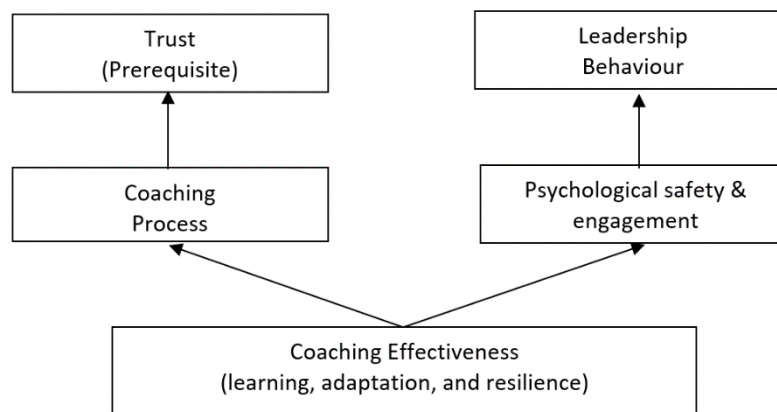 Trust
(Prerequisite)
Leadership
Behaviour
Coaching
Process
Psychological safety &
engagement
Coaching Effectiveness
(learning, adaptation, and resilience)